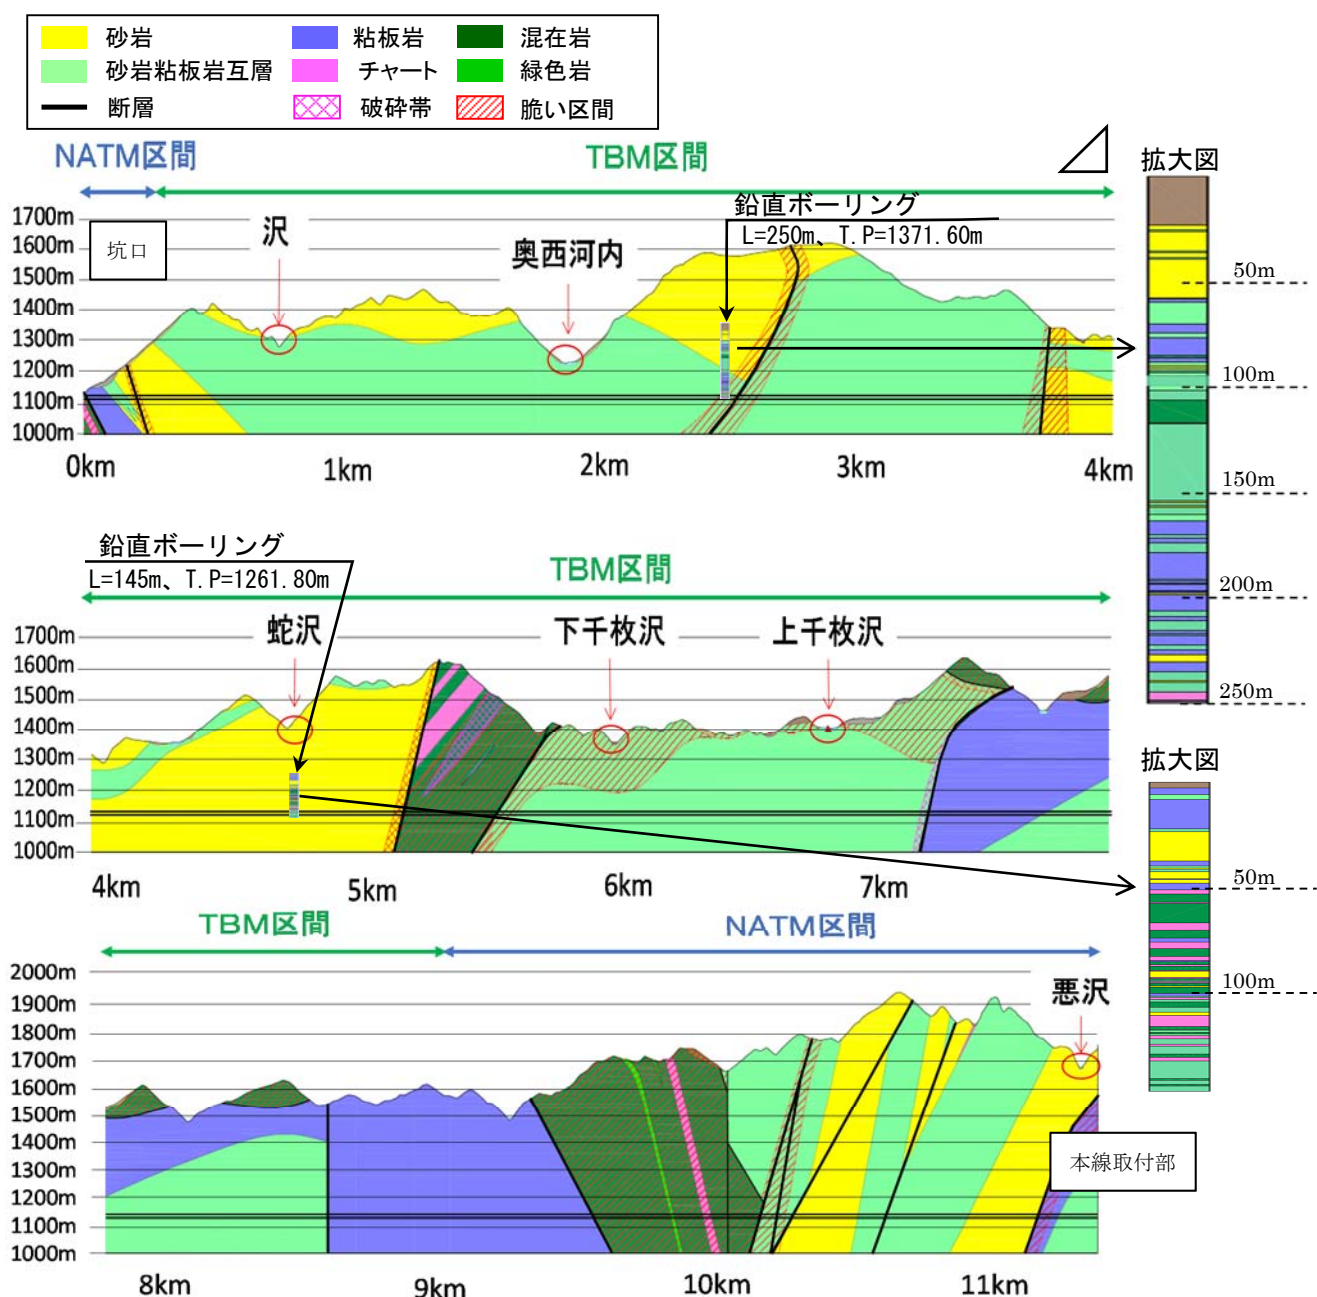 砂岩
粘板岩
混在岩
砂岩粘板岩互層
チャート
緑色岩
断層
破砕帯
脆い区間
NATM区間
TBM区間
拡大図
鉛直ボーリング
L=250m、T.P=1371.60m
1700m
1600m
1500m
1400m
1300m
1200m
1100m
1000m
坑口
沢
奥西河内
50m
100m
150m
200m
250m
0km
1km
2km
3km
4km
鉛直ボーリング
L=145m、T.P=1261.80m
TBM区間
1700m
1600m
1500m
1400m
1300m
1200m
1100m
1000m
蛇沢
下千枚沢
上千枚沢
拡大図
50m
100m
4km
5km
6km
7km
TBM区間
NATM区間
2000m
1900m
1800m
1700m
1600m
1500m
1400m
1300m
1200m
1100m
1000m
悪沢
本線取付部
8km
9km
10km
11km